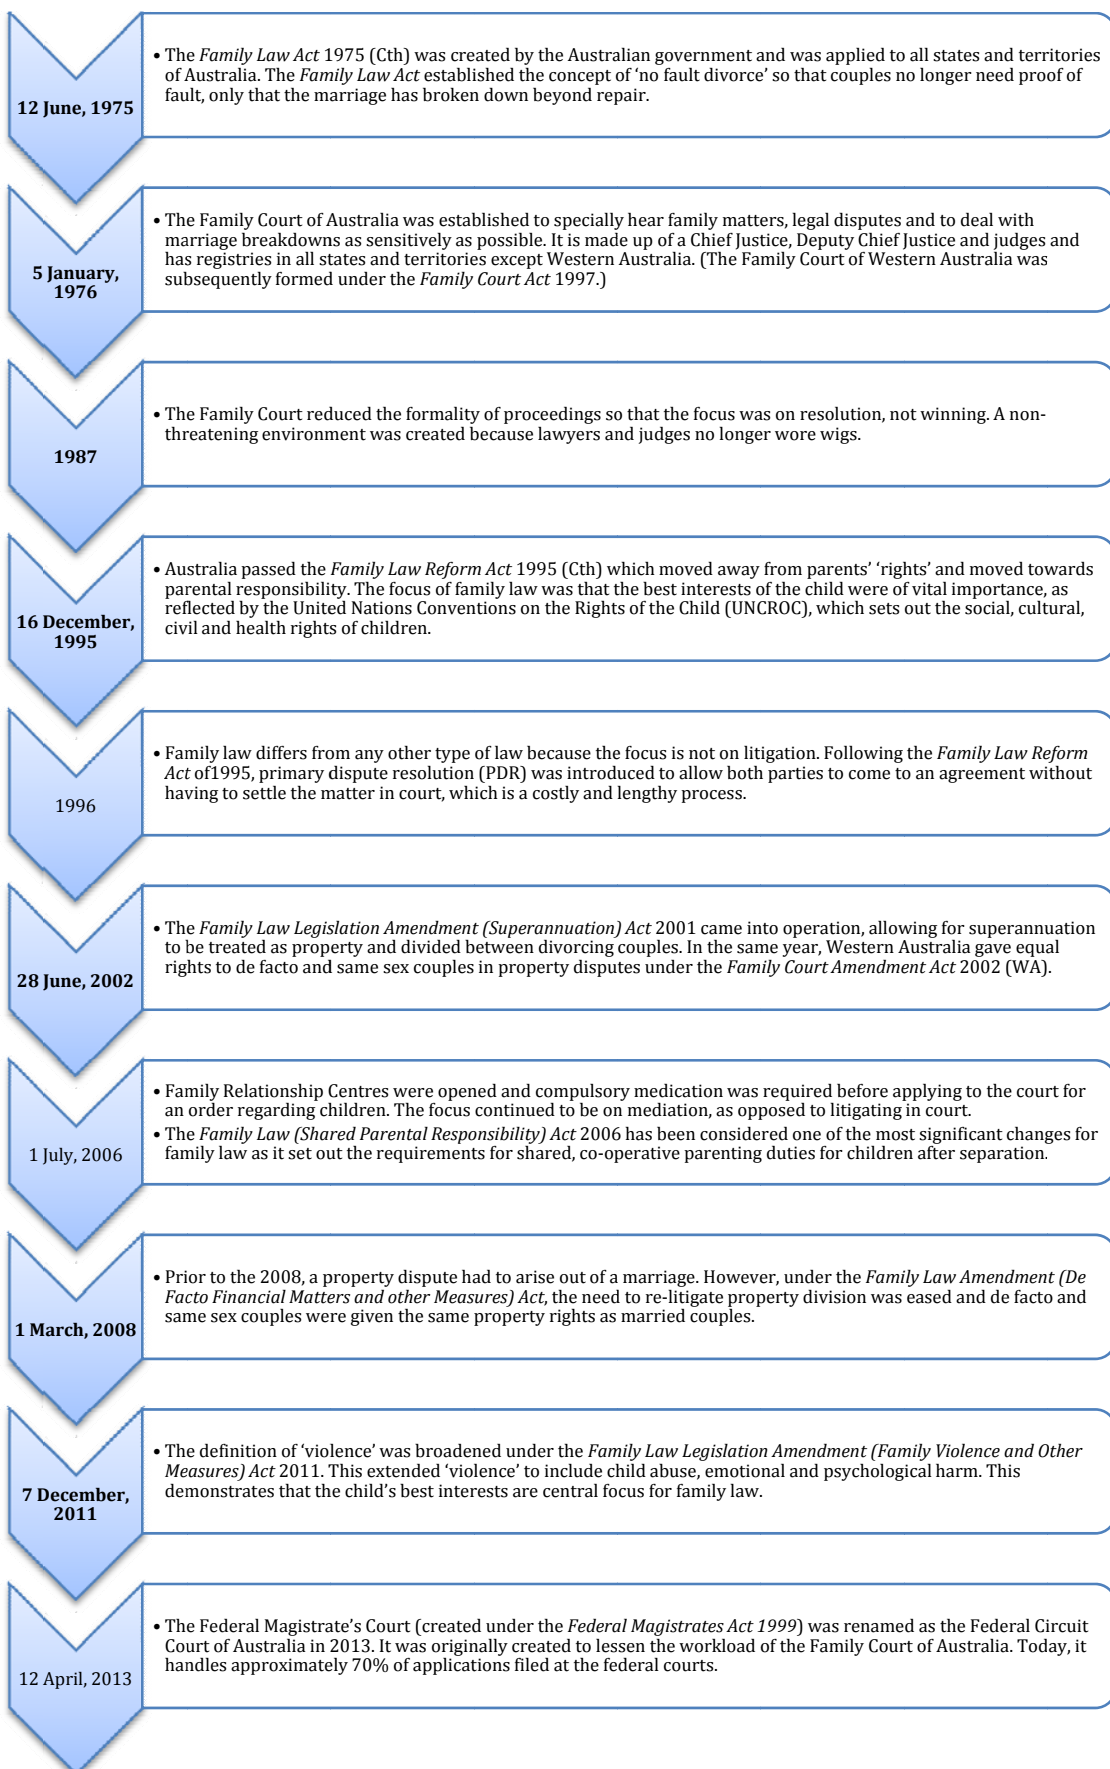 • The Family Law Act 1975 (Cth) was created by the Australian government and was applied to all states and territories
of Australia. The Family Law Act established the concept of ‘no fault divorce’ so that couples no longer need proof of
fault, only that the marriage has broken down beyond repair.
12 June, 1975
• The Family Court of Australia was established to specially hear family matters, legal disputes and to deal with
marriage breakdowns as sensitively as possible. It is made up of a Chief Justice, Deputy Chief Justice and judges and
has registries in all states and territories except Western Australia. (The Family Court of Western Australia was
subsequently formed under the Family Court Act 1997.)
5 January,
1976
• The Family Court reduced the formality of proceedings so that the focus was on resolution, not winning. A non-
threatening environment was created because lawyers and judges no longer wore wigs.
1987
• Australia passed the Family Law Reform Act 1995 (Cth) which moved away from parents’ ‘rights’ and moved towards
parental responsibility. The focus of family law was that the best interests of the child were of vital importance, as
reflected by the United Nations Conventions on the Rights of the Child (UNCROC), which sets out the social, cultural,
civil and health rights of children.
16 December,
1995
• Family law differs from any other type of law because the focus is not on litigation. Following the Family Law Reform
Act of1995, primary dispute resolution (PDR) was introduced to allow both parties to come to an agreement without
having to settle the matter in court, which is a costly and lengthy process.
1996
• The Family Law Legislation Amendment (Superannuation) Act 2001 came into operation, allowing for superannuation
to be treated as property and divided between divorcing couples. In the same year, Western Australia gave equal
rights to de facto and same sex couples in property disputes under the Family Court Amendment Act 2002 (WA).
28 June, 2002
• Family Relationship Centres were opened and compulsory medication was required before applying to the court for
an order regarding children. The focus continued to be on mediation, as opposed to litigating in court.
• The Family Law (Shared Parental Responsibility) Act 2006 has been considered one of the most significant changes for
family law as it set out the requirements for shared, co-operative parenting duties for children after separation.
1 July, 2006
• Prior to the 2008, a property dispute had to arise out of a marriage. However, under the Family Law Amendment (De
Facto Financial Matters and other Measures) Act, the need to re-litigate property division was eased and de facto and
same sex couples were given the same property rights as married couples.
1 March, 2008
• The definition of ‘violence’ was broadened under the Family Law Legislation Amendment (Family Violence and Other
Measures) Act 2011. This extended ‘violence’ to include child abuse, emotional and psychological harm. This
demonstrates that the child’s best interests are central focus for family law.
7 December,
2011
• The Federal Magistrate’s Court (created under the Federal Magistrates Act 1999) was renamed as the Federal Circuit
Court of Australia in 2013. It was originally created to lessen the workload of the Family Court of Australia. Today, it
handles approximately 70% of applications filed at the federal courts.
12 April, 2013